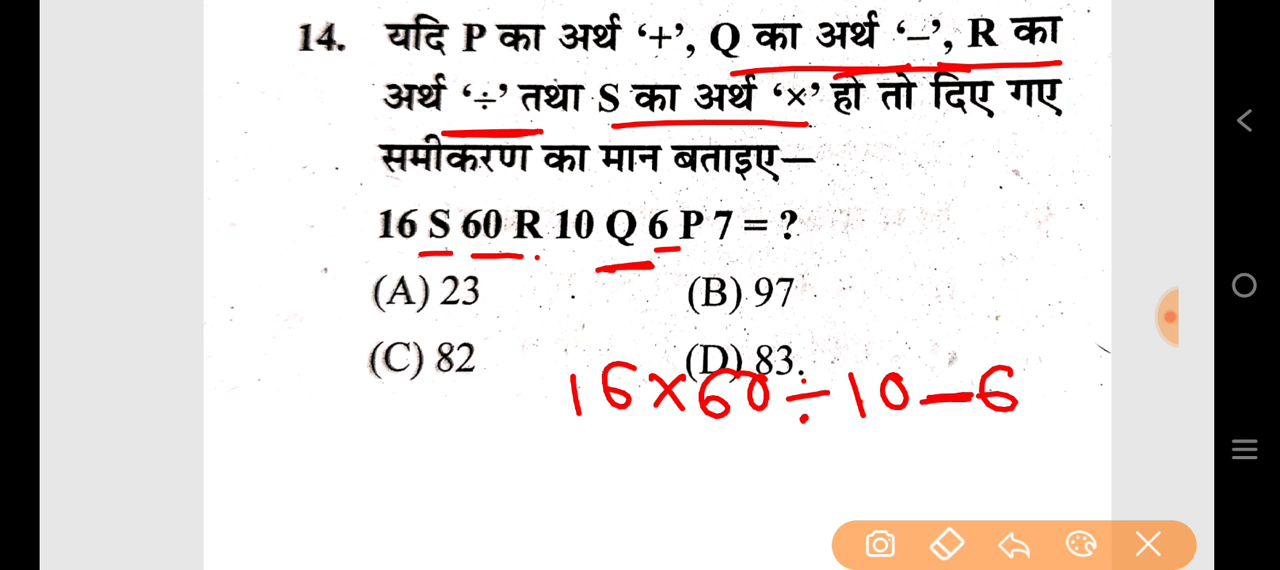 14. यदि P का अर्थ ‘+’, Q का अर्थ ‘–’, R का
अर्थ ‘÷’ तथा S का अर्थ ‘×’ हो तो दिए गए
समीकरण का मान बताइए—
16 S 60 R 10 Q 6 P 7 = ?
(A) 23 (B) 97
(C) 82 (D) 83.
16×60÷10–6